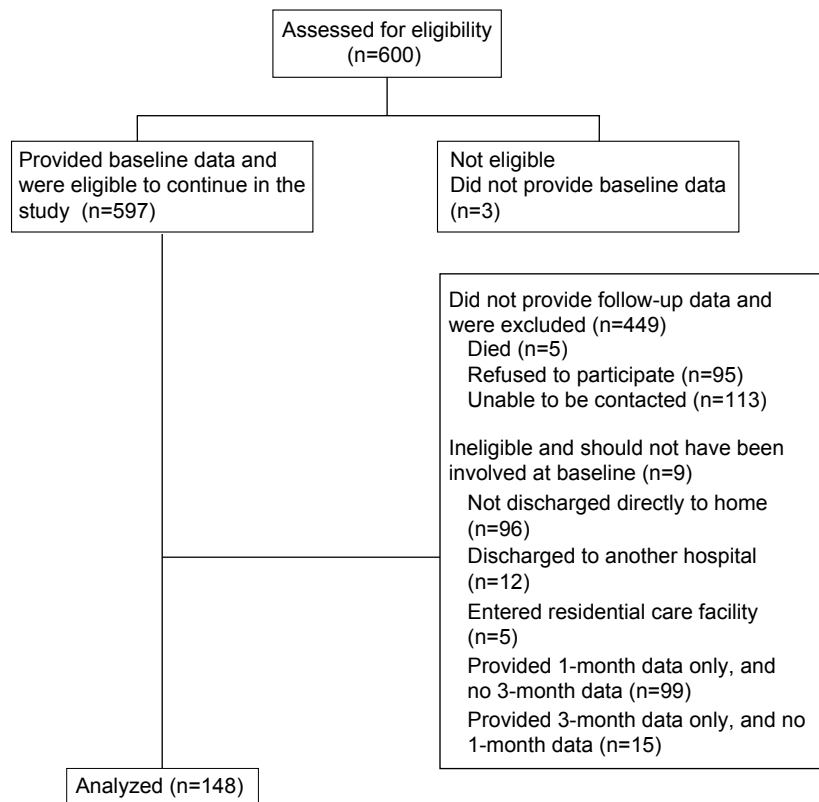 Assessed for eligibility
(n=600)
Provided baseline data and
were eligible to continue in the
study (n=597)
Not eligible
Did not provide baseline data
(n=3)
Did not provide follow-up data and
were excluded (n=449)
Died (n=5)
Refused to participate (n=95)
Unable to be contacted (n=113)
Ineligible and should not have been
involved at baseline (n=9)
Not discharged directly to home
(n=96)
Discharged to another hospital
(n=12)
Entered residential care facility
(n=5)
Provided 1-month data only, and
no 3-month data (n=99)
Provided 3-month data only, and no
1-month data (n=15)
Analyzed (n=148)